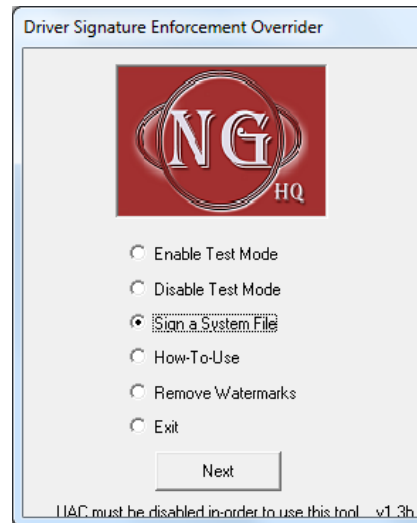 Driver Signature Enforcement Overrider
NG
HQ
Enable Test Mode
Disable Test Mode
Sign a System File
How-To-Use
Remove Watermarks
Exit
Next
UAC must be disabled in-order to use this tool v1.3b